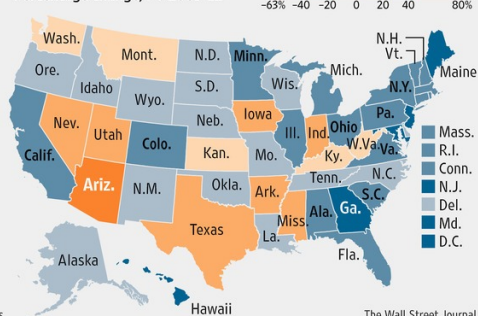 -63% -40 -20 0 20 40 80%
Wash.
Mont.
N.D.
Minn.
N.H.
Vt.
Maine
Ore.
Idaho
S.D.
Wis.
Mich.
N.Y.
Wyo.
Neb.
Iowa
Ill.
Ind.
Ohio
Pa.
Nev.
Utah
Colo.
Kan.
Mo.
Ky.
W.Va.
Va.
Calif.
Ariz.
N.M.
Okla.
Ark.
Tenn.
N.C.
S.C.
Texas
La.
Miss.
Ala.
Ga.
Fla.
Alaska
Hawaii
Mass.
R.I.
Conn.
N.J.
Del.
Md.
D.C.
The Wall Street Journal